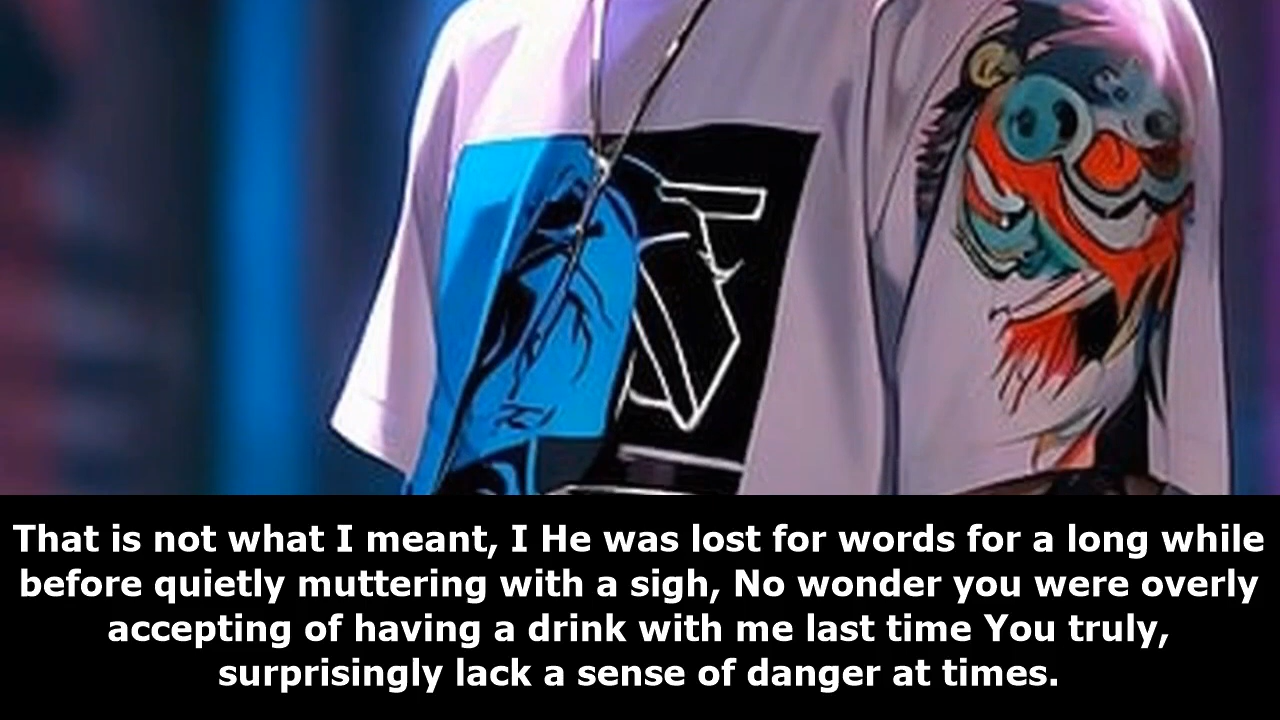 That is not what I meant, I He was lost for words for a long while
before quietly muttering with a sigh, No wonder you were overly
accepting of having a drink with me last time You truly,
surprisingly lack a sense of danger at times.